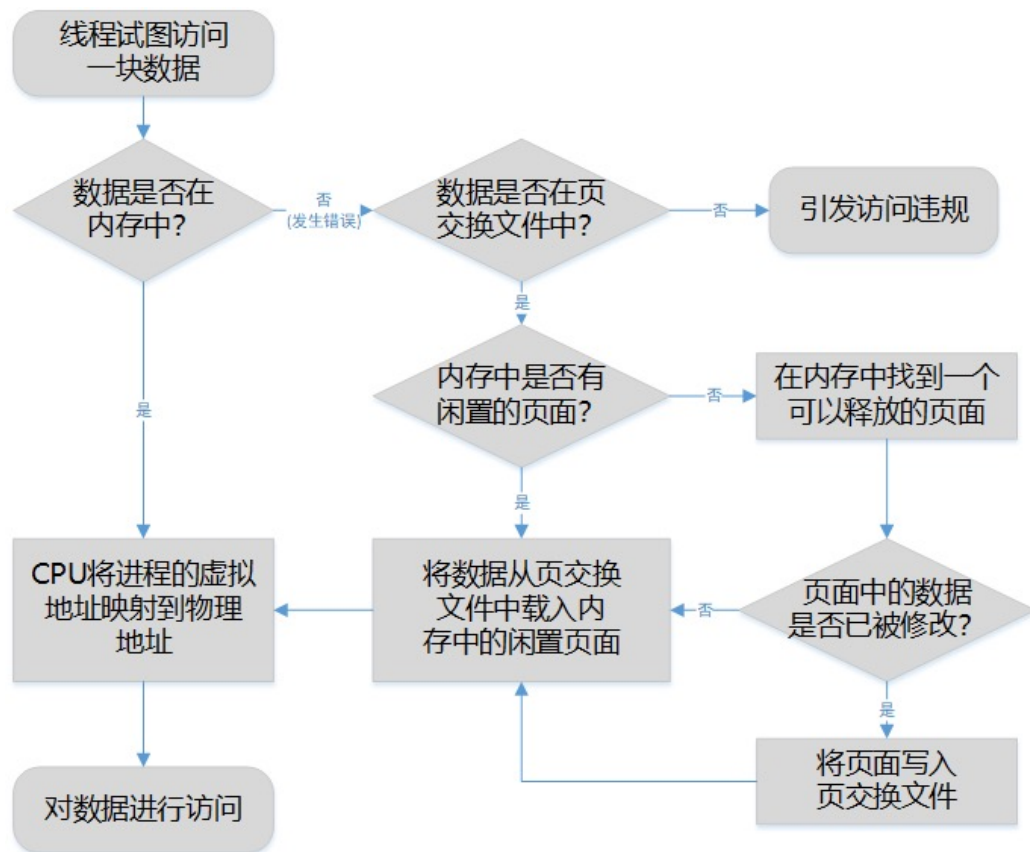 线程试图访问
一块数据
数据是否在
内存中？
否
(发生错误)
数据是否在页
交换文件中？
否
引发访问违规
是
内存中是否有
闲置的页面？
否
在内存中找到一个
可以释放的页面
是
是
CPU将进程的虚拟
地址映射到物理
地址
将数据从页交换
文件中载入内
存中的闲置页面
否
页面中的数据
是否已被修改？
是
对数据进行访问
将页面写入
页交换文件